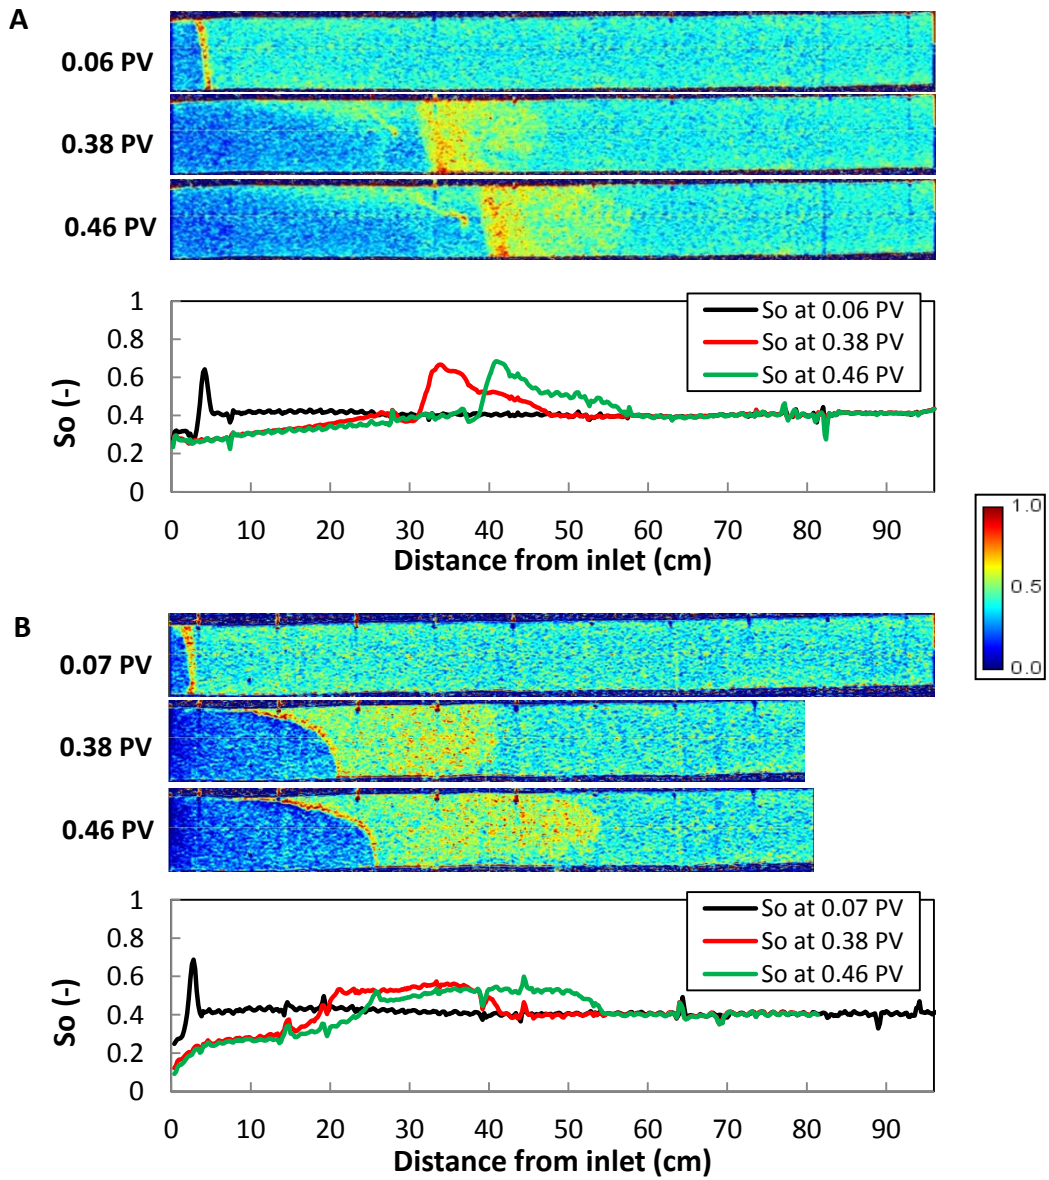 A
0.06 PV
0.38 PV
0.46 PV
1
0.8
0.6
0.4
0.2
0
So (-)
So at 0.06 PV
So at 0.38 PV
So at 0.46 PV
0 10 20 30 40 50 60 70 80 90
Distance from inlet (cm)
1.0
0.5
0.0
B
0.07 PV
0.38 PV
0.46 PV
1
0.8
0.6
0.4
0.2
0
So (-)
So at 0.07 PV
So at 0.38 PV
So at 0.46 PV
0 10 20 30 40 50 60 70 80 90
Distance from inlet (cm)